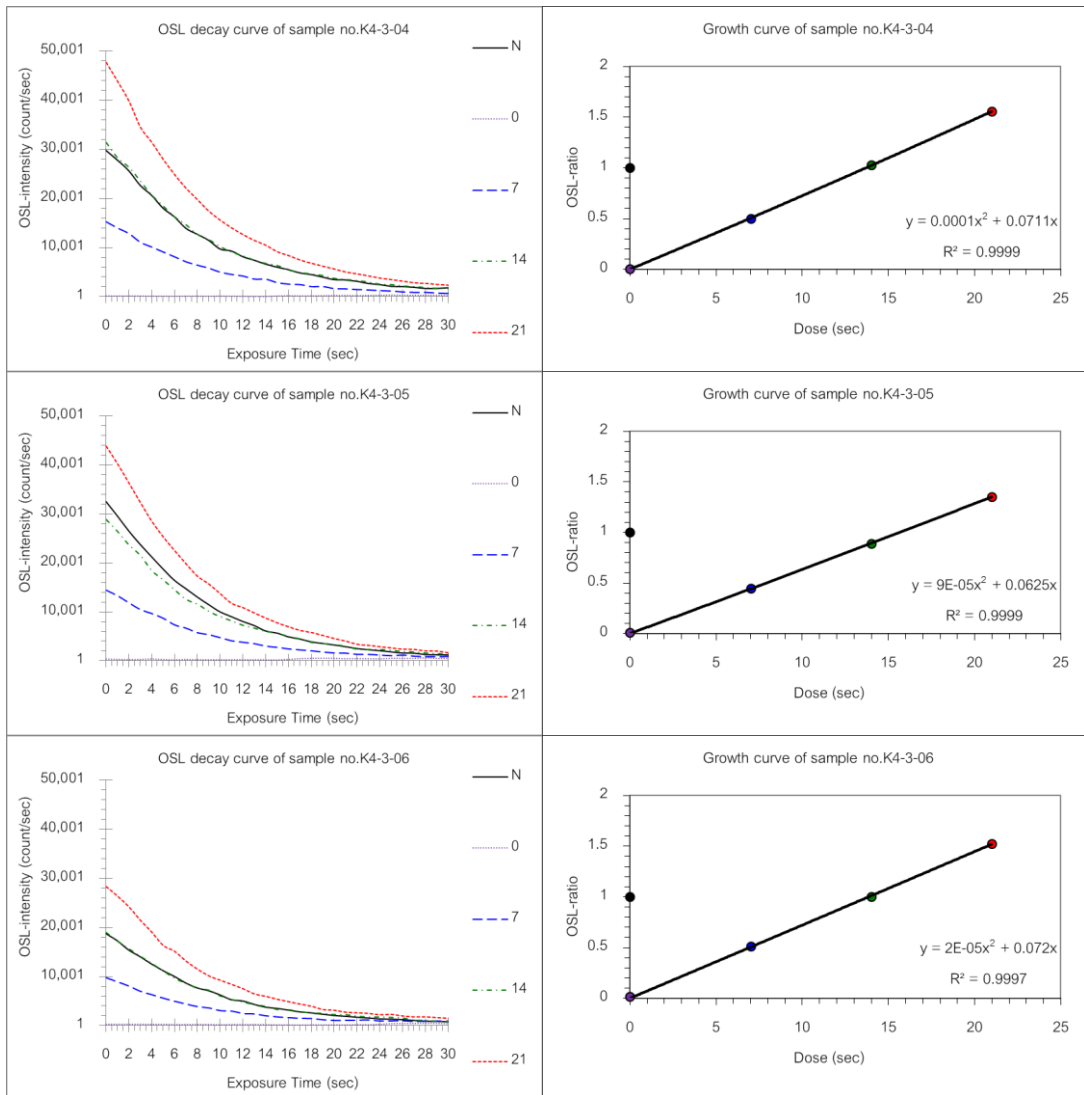 OSL decay curve of sample no.K4-3-04
50,001
40,001
30,001
20,001
10,001
1
OSL-intensity (count/sec)
0 2 4 6 8 10 12 14 16 18 20 22 24 26 28 30
Exposure Time (sec)
N
0
7
14
21
Growth curve of sample no.K4-3-04
2
1.5
1
0.5
0
OSL-ratio
y = 0.0001x² + 0.0711x
R² = 0.9999
0 5 10 15 20 25
Dose (sec)
OSL decay curve of sample no.K4-3-05
50,001
40,001
30,001
20,001
10,001
1
OSL-intensity (count/sec)
0 2 4 6 8 10 12 14 16 18 20 22 24 26 28 30
Exposure Time (sec)
N
0
7
14
21
Growth curve of sample no.K4-3-05
2
1.5
1
0.5
0
OSL-ratio
y = 9E-05x² + 0.0625x
R² = 0.9999
0 5 10 15 20 25
Dose (sec)
OSL decay curve of sample no.K4-3-06
50,001
40,001
30,001
20,001
10,001
1
OSL-intensity (count/sec)
0 2 4 6 8 10 12 14 16 18 20 22 24 26 28 30
Exposure Time (sec)
N
0
7
14
21
Growth curve of sample no.K4-3-06
2
1.5
1
0.5
0
OSL-ratio
y = 2E-05x² + 0.072x
R² = 0.9997
0 5 10 15 20 25
Dose (sec)